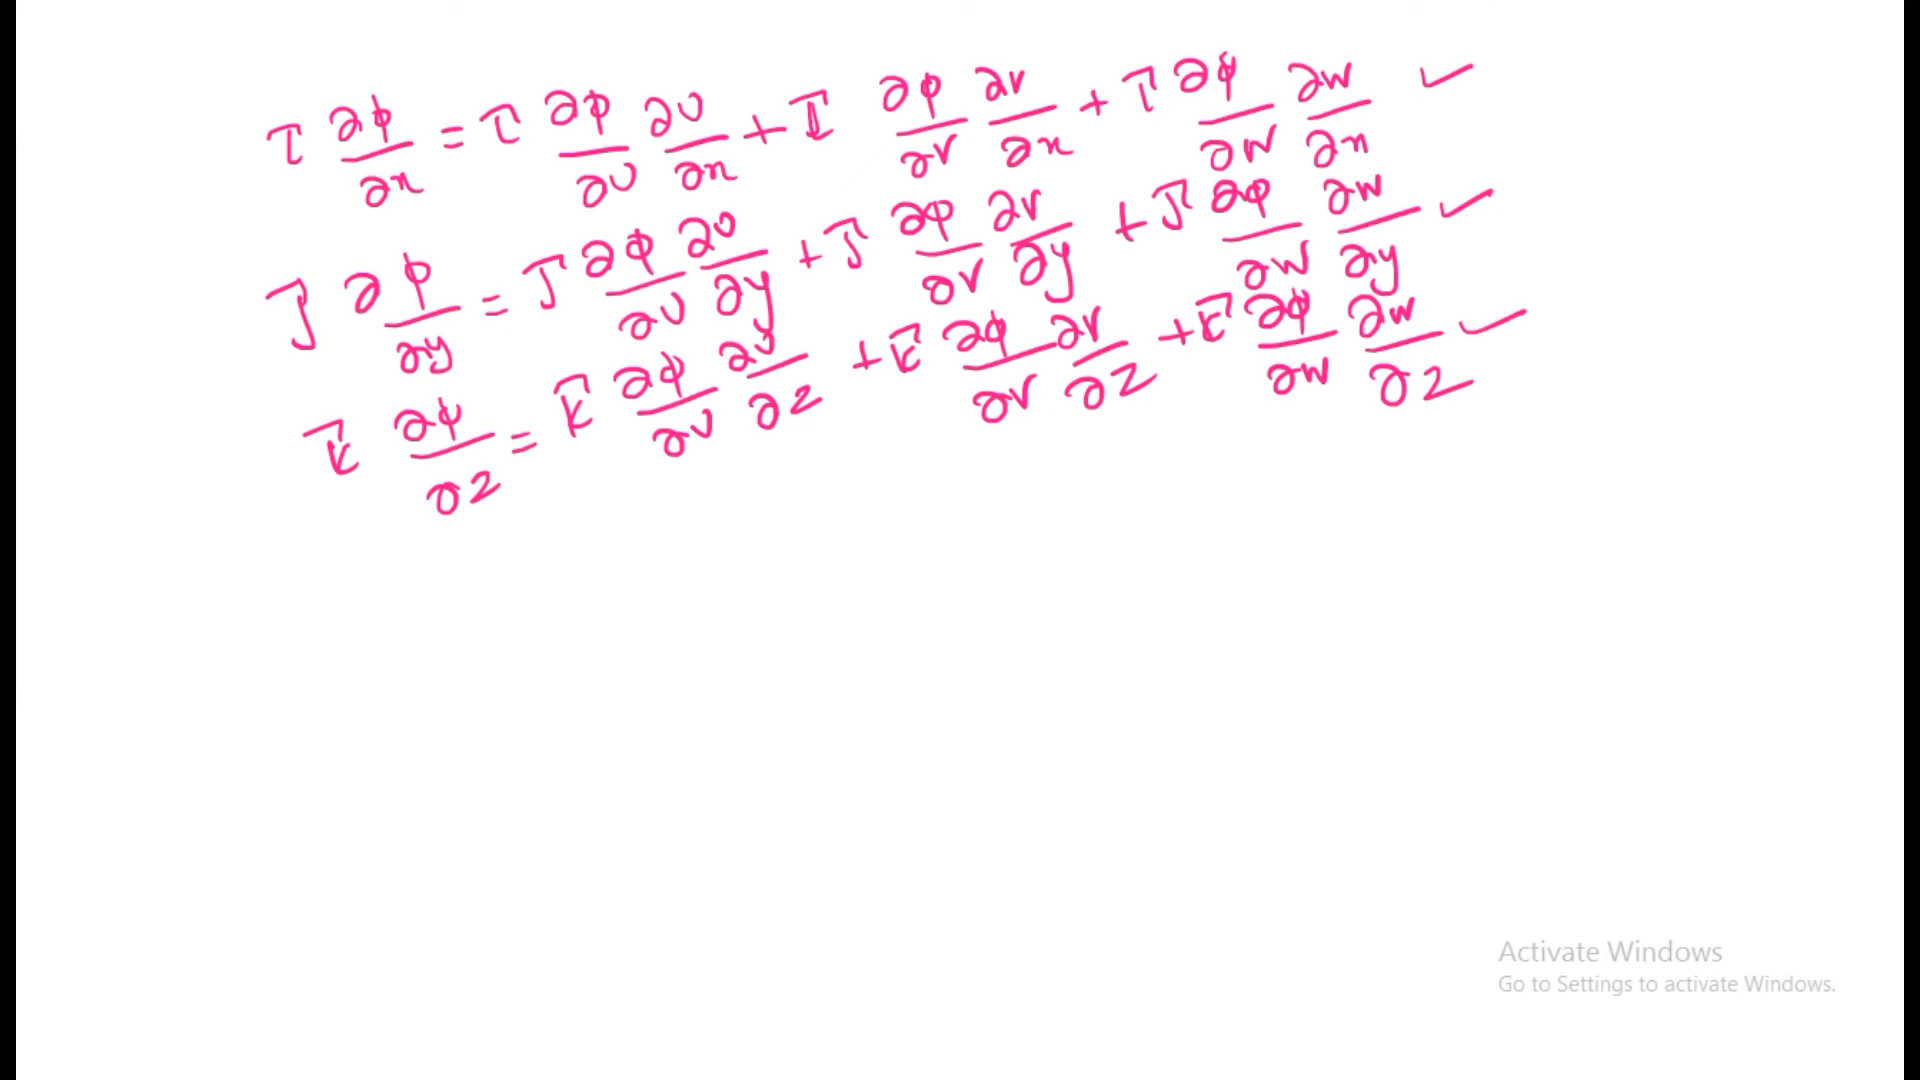 i⃗ ∂φ/∂x = i⃗ ∂φ/∂u ∂u/∂x + i⃗ ∂φ/∂v ∂v/∂x + i⃗ ∂φ/∂w ∂w/∂x ✓
j⃗ ∂φ/∂y = j⃗ ∂φ/∂u ∂u/∂y + j⃗ ∂φ/∂v ∂v/∂y + j⃗ ∂φ/∂w ∂w/∂y ✓
k⃗ ∂φ/∂z = k⃗ ∂φ/∂u ∂u/∂z + k⃗ ∂φ/∂v ∂v/∂z + k⃗ ∂φ/∂w ∂w/∂z ✓
Activate Windows
Go to Settings to activate Windows.